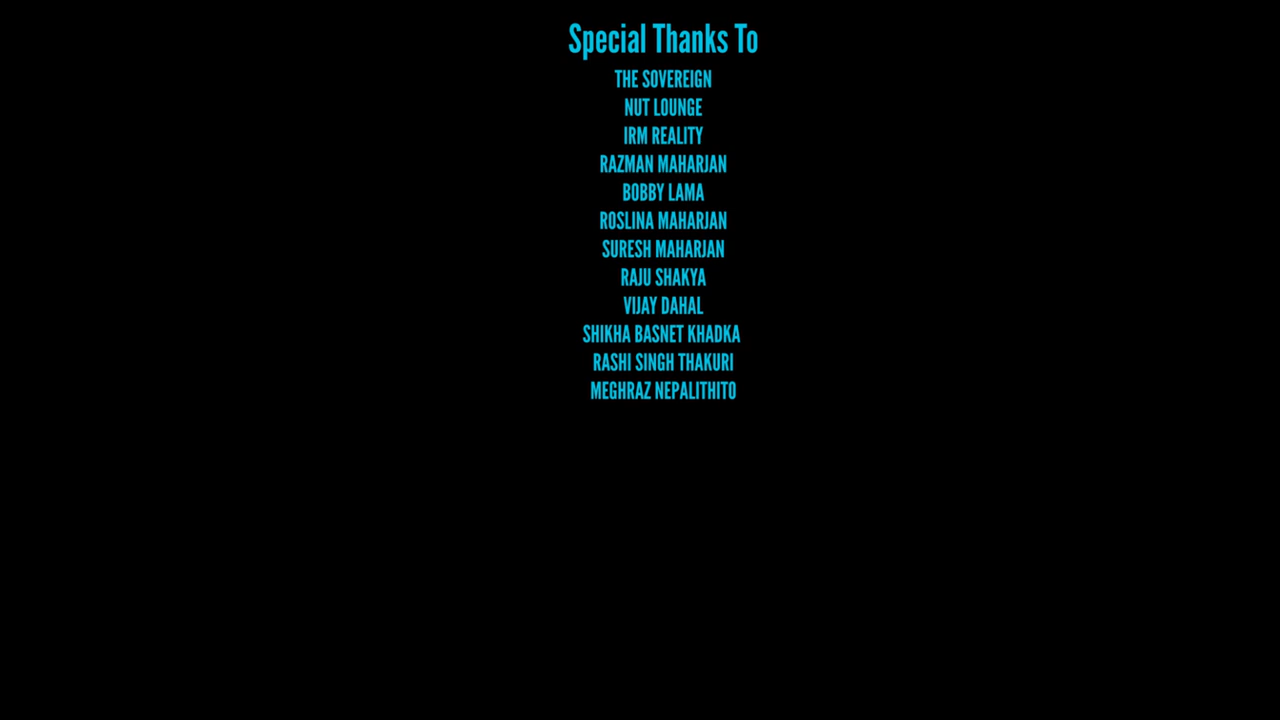 Special Thanks To
THE SOVEREIGN
NUT LOUNGE
IRM REALITY
RAZMAN MAHARJAN
BOBBY LAMA
ROSLINA MAHARJAN
SURESH MAHARJAN
RAJU SHAKYA
VIJAY DAHAL
SHIKHA BASNET KHADKA
RASHI SINGH THAKURI
MEGHRAZ NEPALITHITO